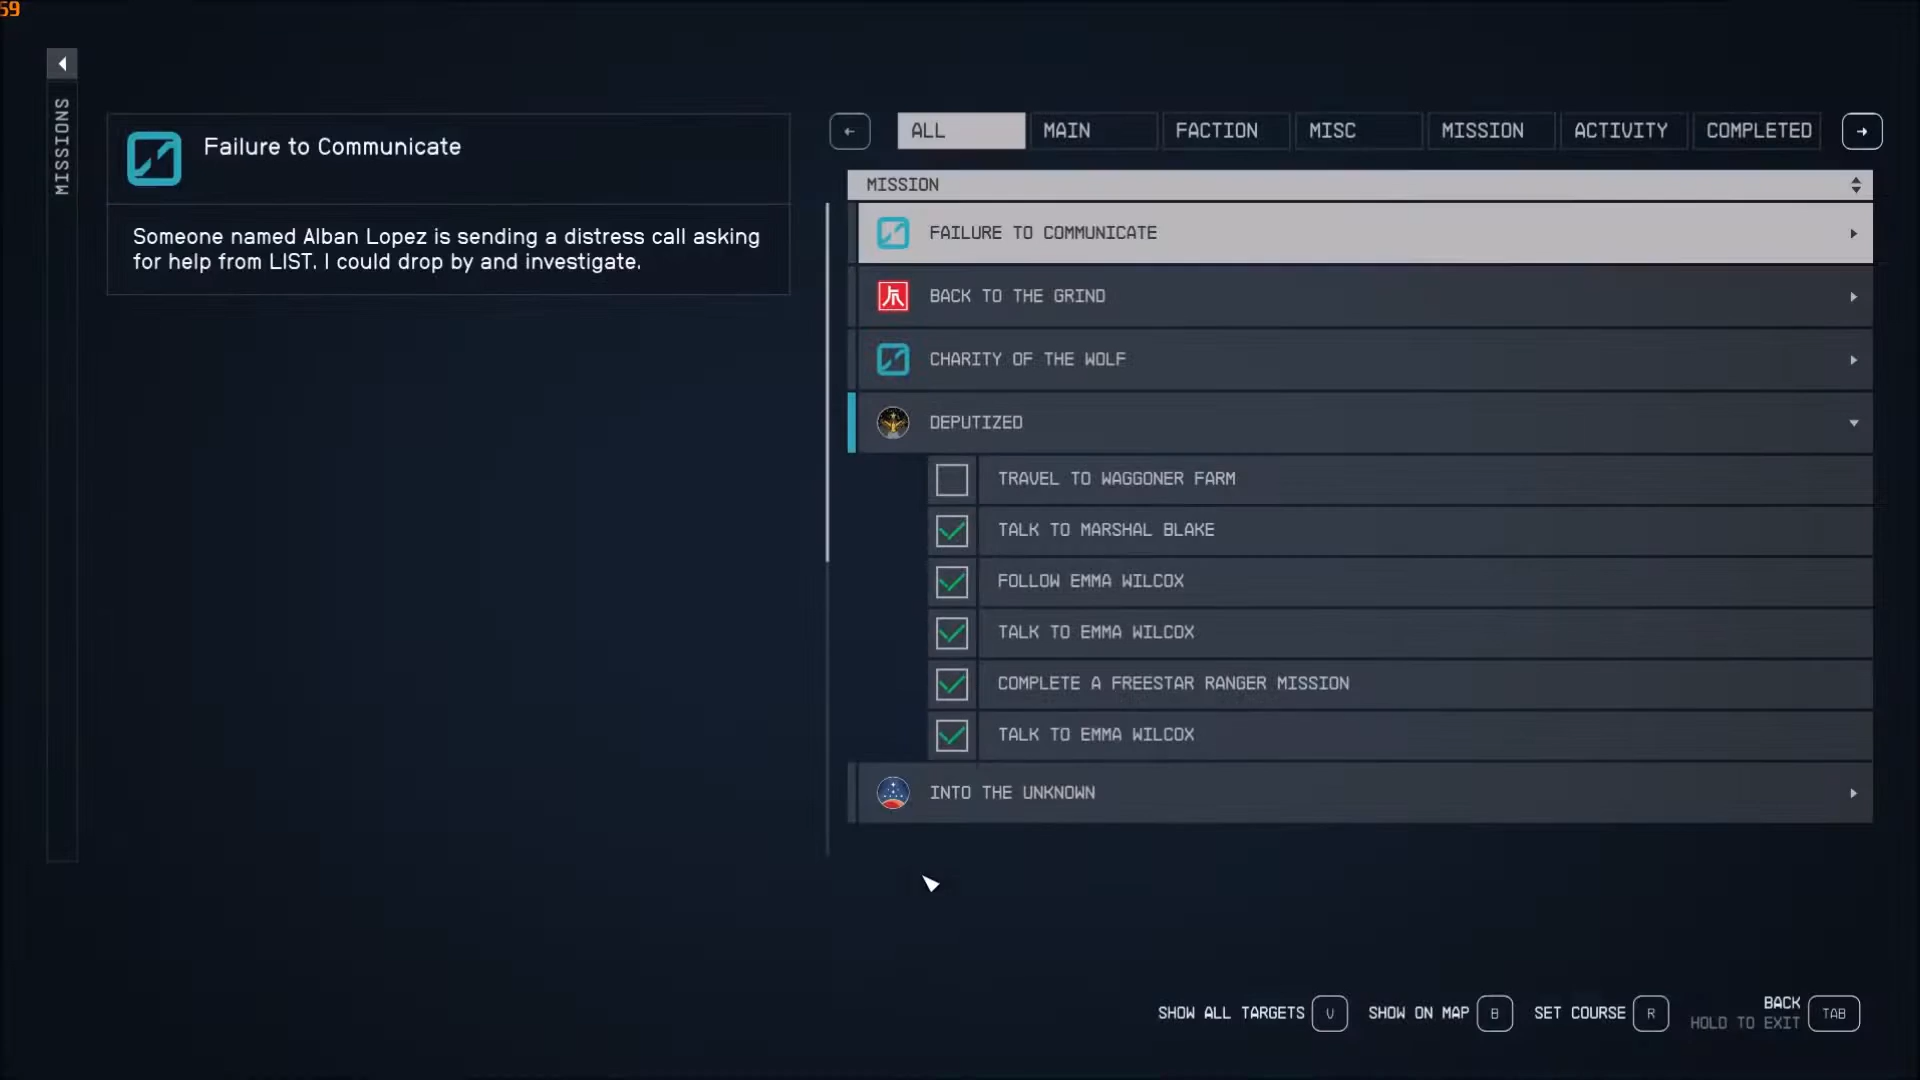 59
MISSIONS
Failure to Communicate
Someone named Alban Lopez is sending a distress call asking
for help from LIST. I could drop by and investigate.
ALL MAIN FACTION MISC MISSION ACTIVITY COMPLETED
MISSION
FAILURE TO COMMUNICATE
BACK TO THE GRIND
CHARITY OF THE WOLF
DEPUTIZED
TRAVEL TO WAGGONER FARM
TALK TO MARSHAL BLAKE
FOLLOW EMMA WILCOX
TALK TO EMMA WILCOX
COMPLETE A FREESTAR RANGER MISSION
TALK TO EMMA WILCOX
INTO THE UNKNOWN
SHOW ALL TARGETS V SHOW ON MAP B SET COURSE R BACK TAB
HOLD TO EXIT